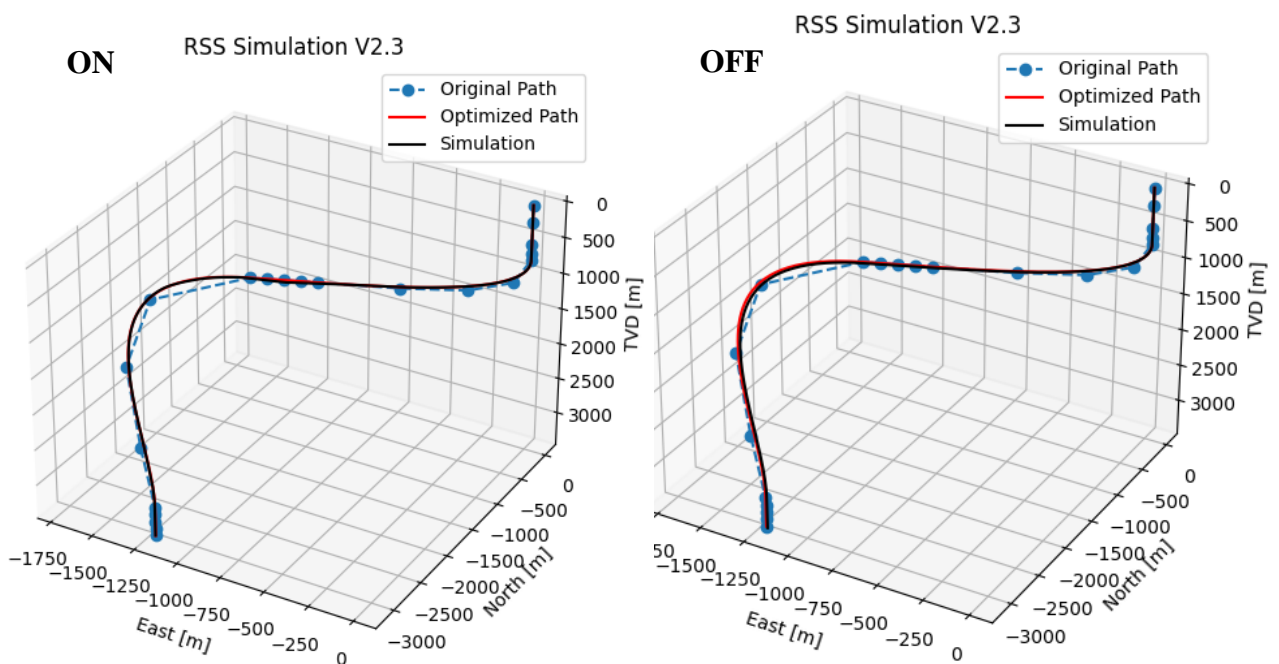 ON
RSS Simulation V2.3
Original Path
Optimized Path
Simulation
0
500
1000
1500
2000
2500
3000
TVD [m]
0
−500
−1000
−1500
−2000
−2500
−3000
North [m]
−1750
−1500
−1250
−1000
−750
−500
−250
0
East [m]
OFF
RSS Simulation V2.3
Original Path
Optimized Path
Simulation
0
500
1000
1500
2000
2500
3000
TVD [m]
0
−500
−1000
−1500
−2000
−2500
−3000
North [m]
50
−1500
−1250
−1000
−750
−500
−250
0
East [m]